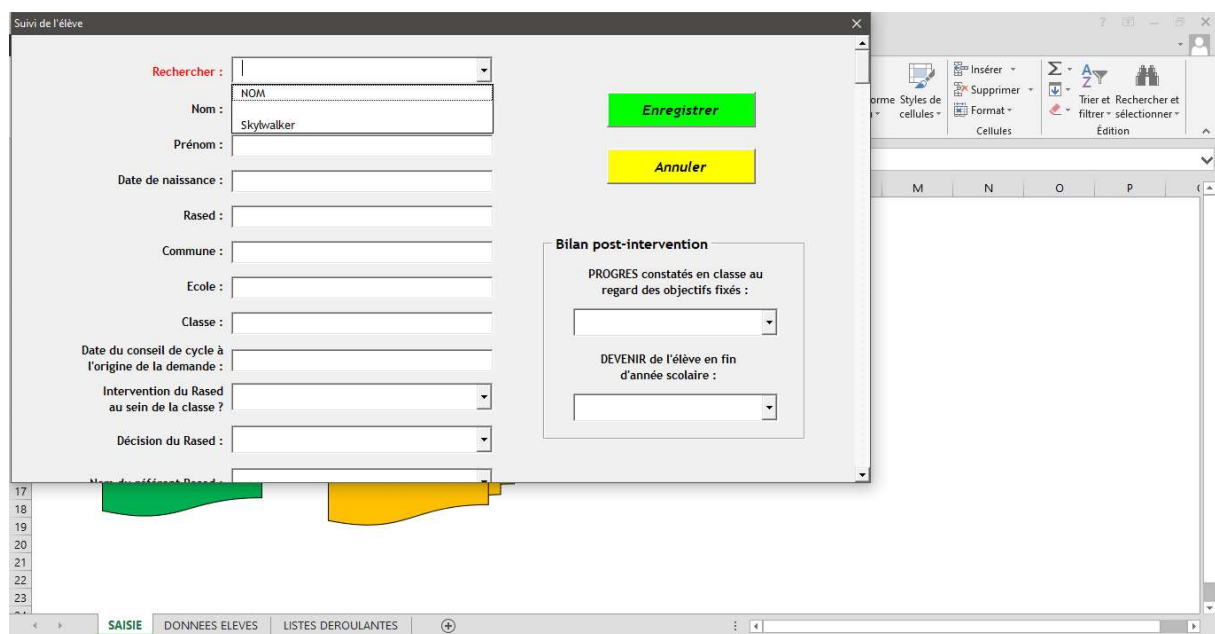 Suivi de l'élève
Rechercher :
NOM
Skylwalker
Nom :
Prénom :
Date de naissance :
Rased :
Commune :
Ecole :
Classe :
Date du conseil de cycle à
l'origine de la demande :
Intervention du Rased
au sein de la classe ?
Décision du Rased :
Nom du référent Rased :
Enregistrer
Annuler
Bilan post-intervention
PROGRES constatés en classe au
regard des objectifs fixés :
DEVENIR de l'élève en fin
d'année scolaire :
orme Styles de
cellules
Insérer
Supprimer
Format
Cellules
Trier et Rechercher et
filtrer sélectionner
Édition
M N O P
17
18
19
20
21
22
23
SAISIE DONNEES ELEVES LISTES DEROULANTES